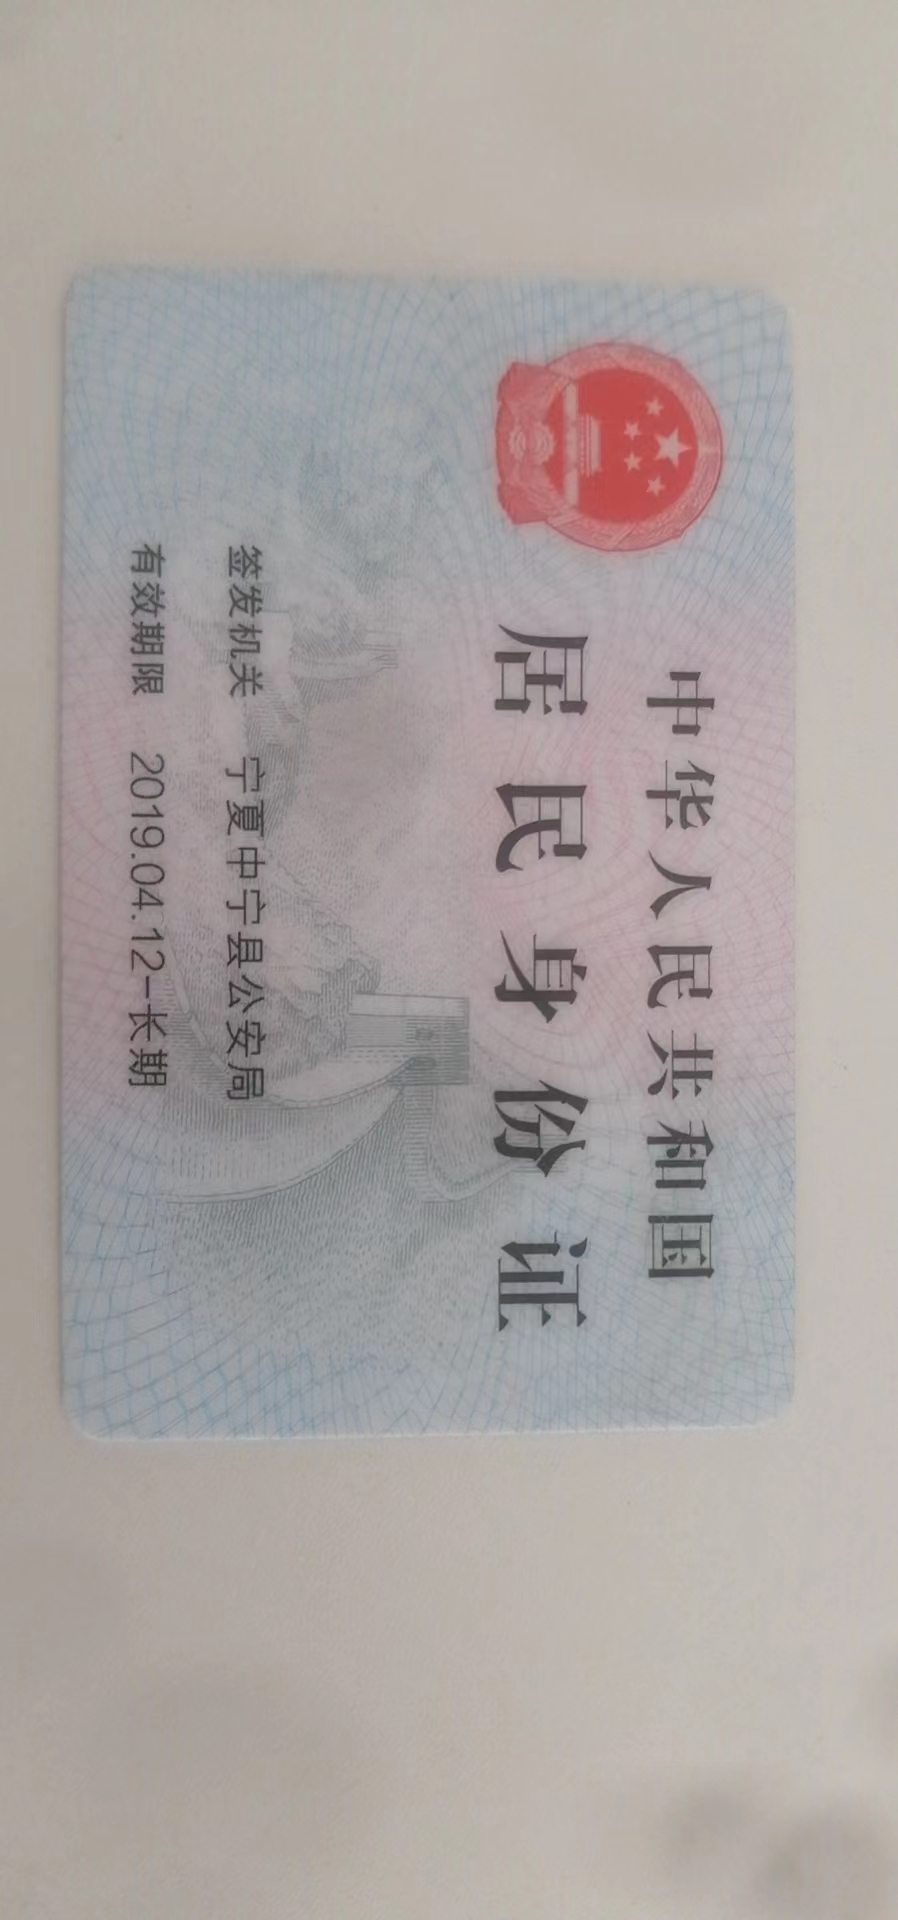 中华人民共和国
居民身份证
签发机关 宁夏中宁县公安局
有效期限 2019.04.12-长期